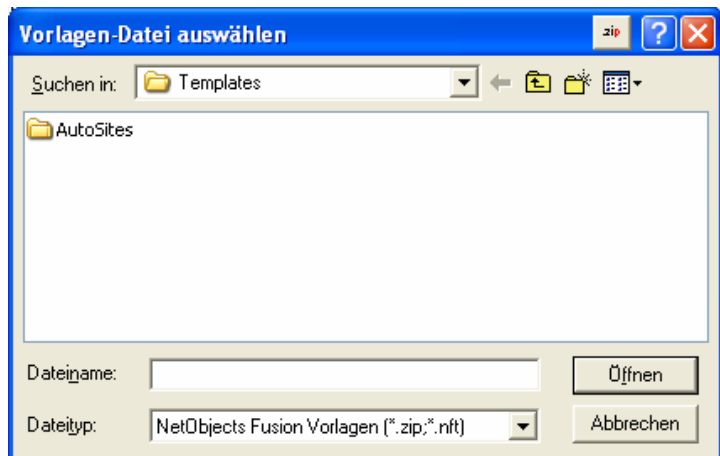 Vorlagen-Datei auswählen
zip
?
Suchen in: Templates
AutoSites
Dateiname:
Öffnen
Dateityp: NetObjects Fusion Vorlagen (*.zip;*.nft)
Abbrechen